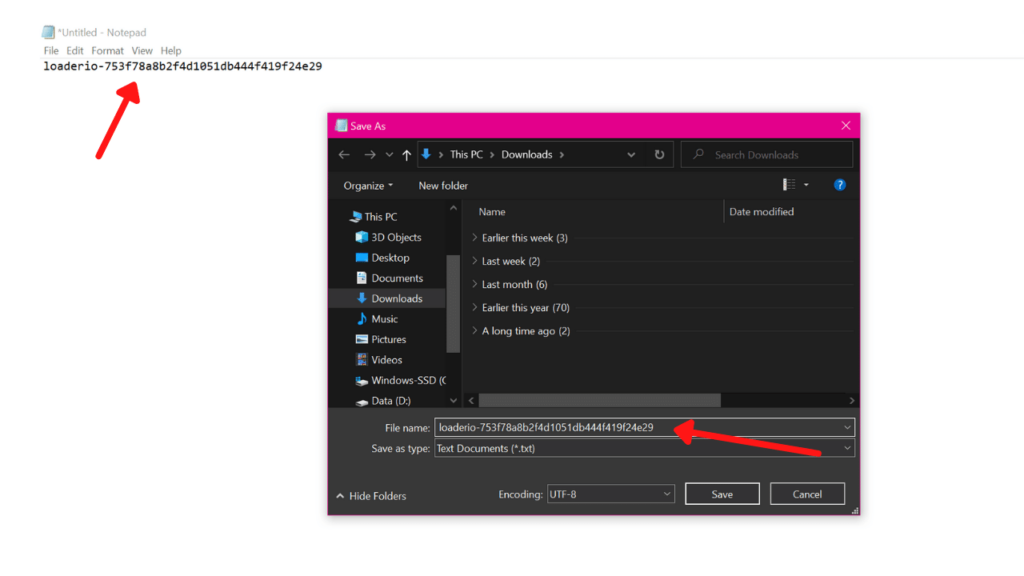 *Untitled - Notepad
File Edit Format View Help
loaderio-753f78a8b2f4d1051db444f419f24e29
Save As
This PC > Downloads >
Search Downloads
Organize
New folder
?
Name
Date modified
This PC
3D Objects
Desktop
Documents
Downloads
Music
Pictures
Videos
Windows-SSD (C
Data (D:)
Earlier this week (3)
Last week (2)
Last month (6)
Earlier this year (70)
A long time ago (2)
File name: loaderio-753f78a8b2f4d1051db444f419f24e29
Save as type: Text Documents (*.txt)
Hide Folders
Encoding: UTF-8
Save
Cancel